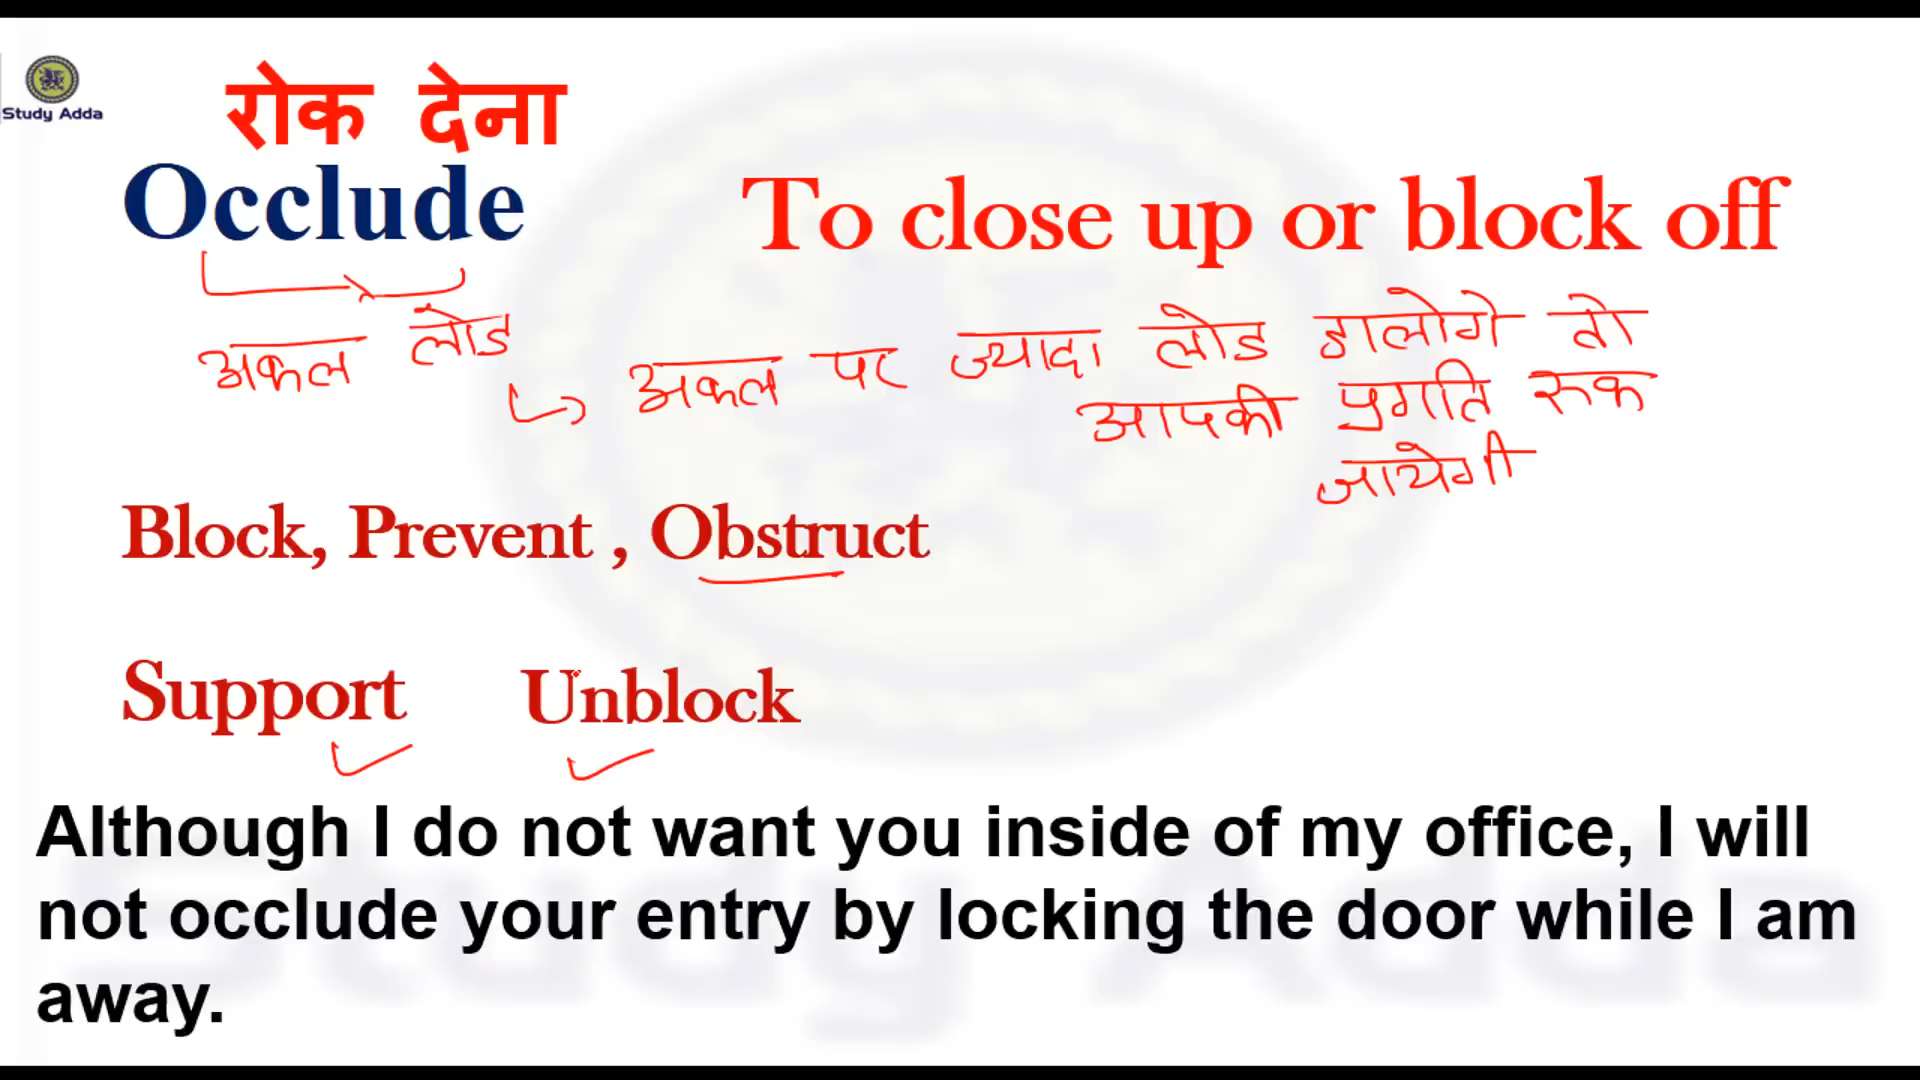 Study Adda
रोक देना
Occlude
To close up or block off
अकल लोड
अकल पर ज्यादा लोड डालोगे तो
आपकी प्रगति रुक
जायेगी
Block, Prevent , Obstruct
Support Unblock
Although I do not want you inside of my office, I will
not occlude your entry by locking the door while I am
away.
Study Adda